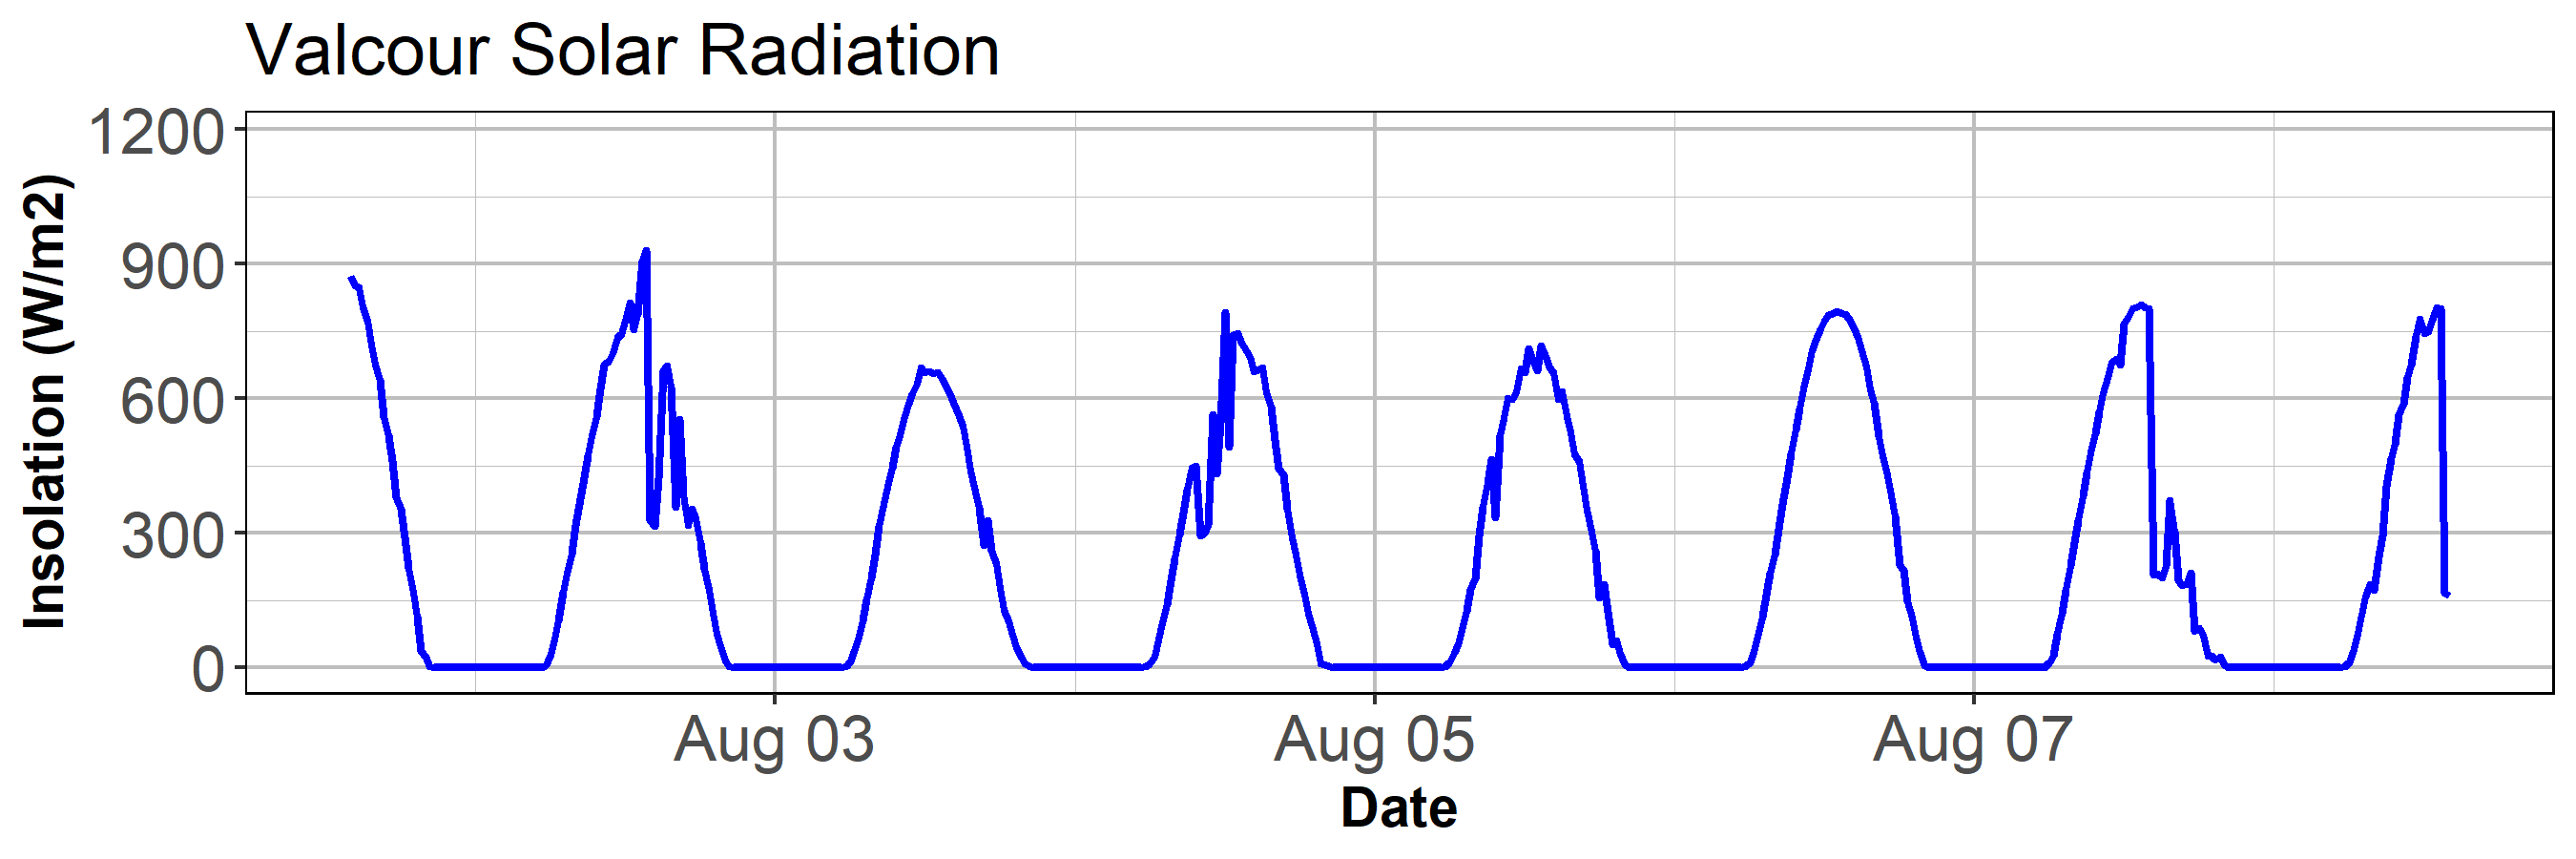 Valcour Solar Radiation
Insolation (W/m2)
1200
900
600
300
0
Aug 03 Aug 05 Aug 07
Date